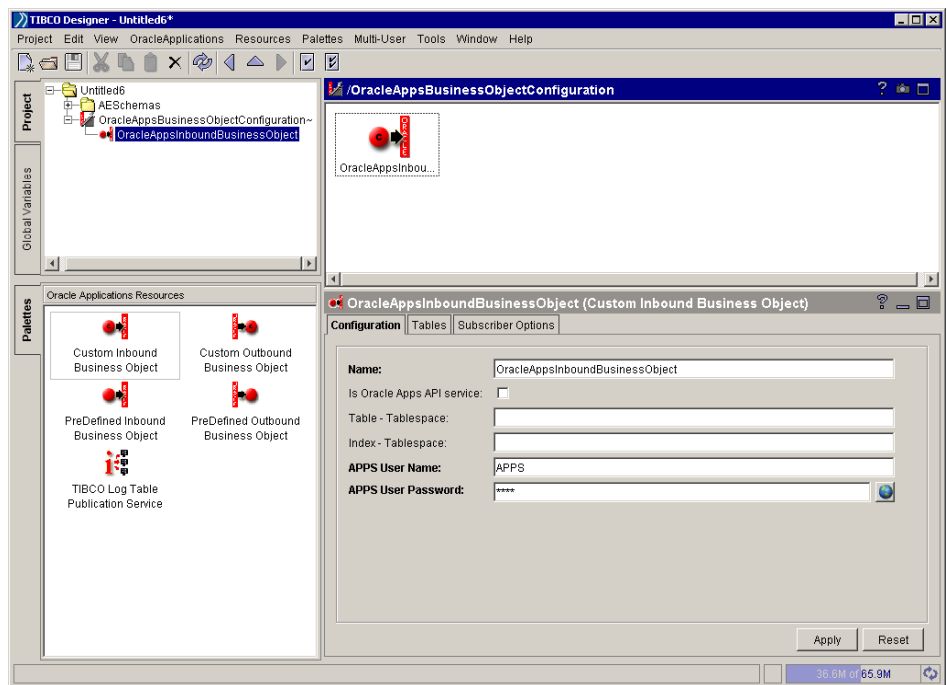 TIBCO Designer - Untitled6*
Project Edit View OracleApplications Resources Palettes Multi-User Tools Window Help
Project
Global Variables
Untitled6
AESchemas
OracleAppsBusinessObjectConfiguration~
OracleAppsInboundBusinessObject
/OracleAppsBusinessObjectConfiguration
C
ORACLE
OracleAppsInbou...
Palettes
Oracle Applications Resources
Custom Inbound
Business Object
Custom Outbound
Business Object
PreDefined Inbound
Business Object
PreDefined Outbound
Business Object
TIBCO Log Table
Publication Service
OracleAppsInboundBusinessObject (Custom Inbound Business Object)
Configuration Tables Subscriber Options
Name: OracleAppsInboundBusinessObject
Is Oracle Apps API service:
Table - Tablespace:
Index - Tablespace:
APPS User Name: APPS
APPS User Password: ****
Apply Reset
36.6M of 65.9M